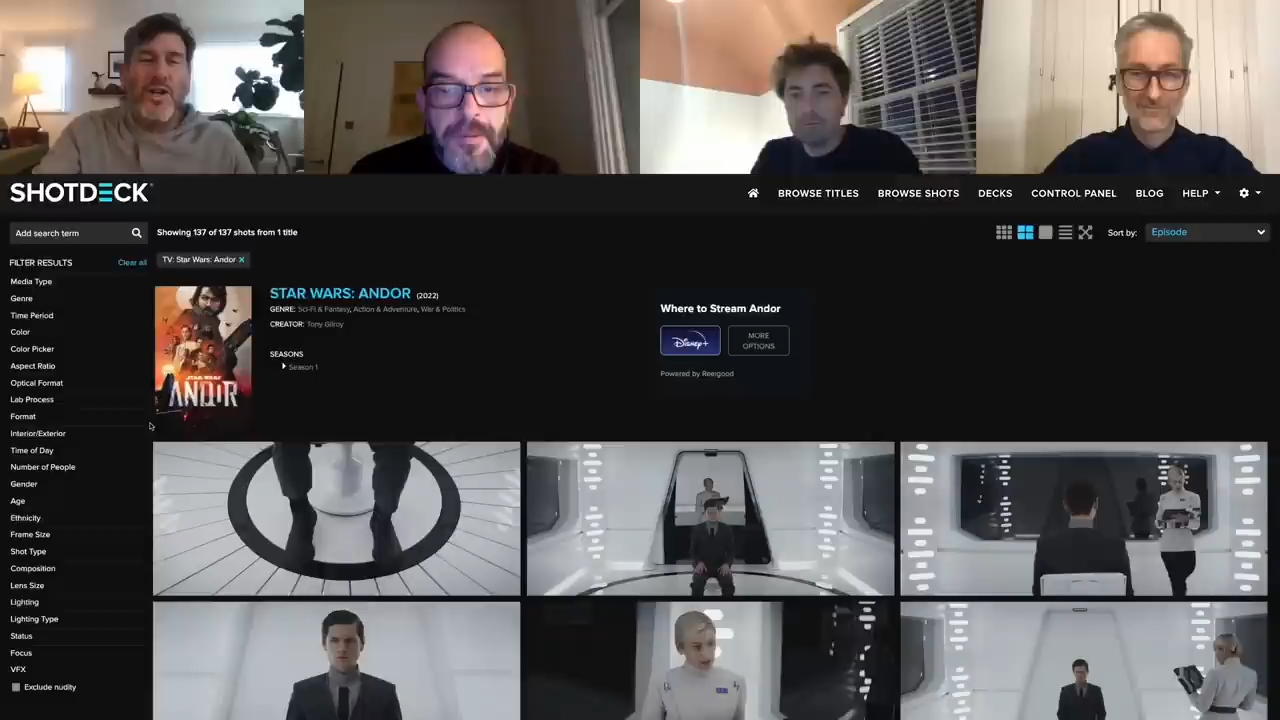 SHOTDECK
BROWSE TITLES BROWSE SHOTS DECKS CONTROL PANEL BLOG HELP
Add search term
Showing 137 of 137 shots from 1 title
Sort by: Episode
FILTER RESULTS Clear all
TV: Star Wars: Andor ×
Media Type
Genre
Time Period
Color
Color Picker
Aspect Ratio
Optical Format
Lab Process
Format
Interior/Exterior
Time of Day
Number of People
Gender
Age
Ethnicity
Frame Size
Shot Type
Composition
Lens Size
Lighting
Lighting Type
Status
Focus
VFX
Exclude nudity
STAR WARS
ANDOR
STAR WARS: ANDOR (2022)
GENRE: Sci-Fi & Fantasy, Action & Adventure, War & Politics
CREATOR: Tony Gilroy
SEASONS
Season 1
Where to Stream Andor
Disney+
MORE
OPTIONS
Powered by Reelgood